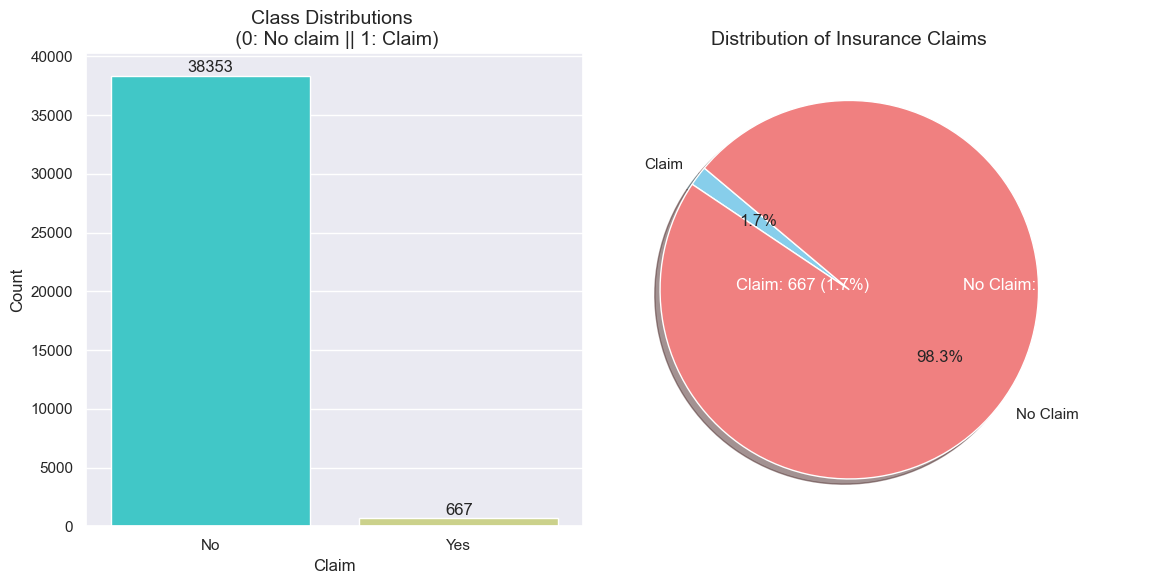 Class Distributions
(0: No claim || 1: Claim)
Count
40000
35000
30000
25000
20000
15000
10000
5000
0
38353
667
No
Yes
Claim
Distribution of Insurance Claims
Claim
1.7%
Claim: 667 (1.7%)
No Claim:
98.3%
No Claim